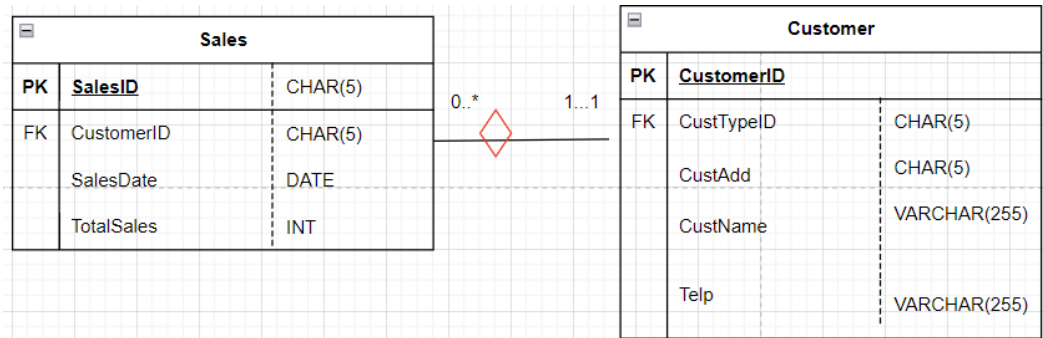 Sales
PK SalesID CHAR(5)
FK CustomerID CHAR(5)
SalesDate DATE
TotalSales INT
0..* 1...1
Customer
PK CustomerID
FK CustTypeID CHAR(5)
CustAdd CHAR(5)
CustName VARCHAR(255)
Telp VARCHAR(255)